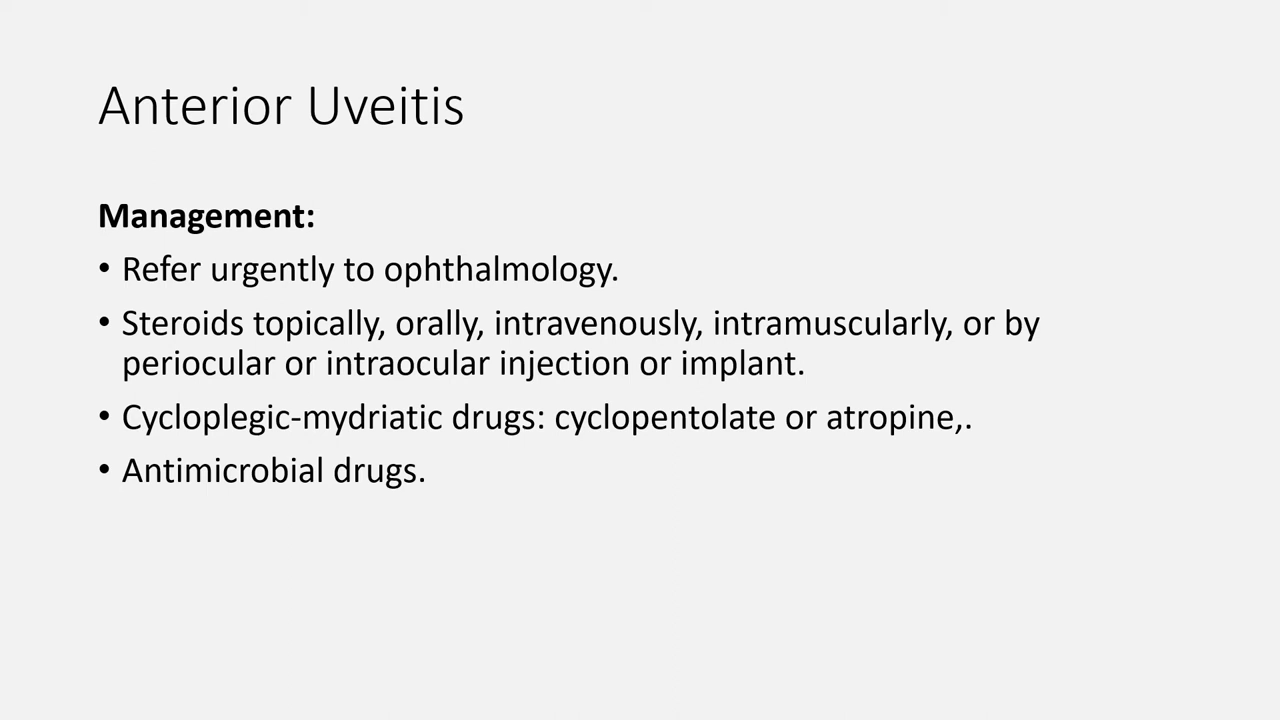 Anterior Uveitis
Management:
• Refer urgently to ophthalmology.
• Steroids topically, orally, intravenously, intramuscularly, or by
periocular or intraocular injection or implant.
• Cycloplegic-mydriatic drugs: cyclopentolate or atropine,.
• Antimicrobial drugs.